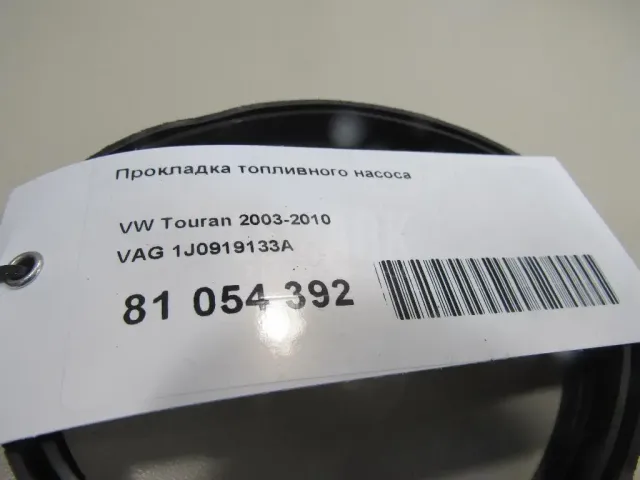 Прокладка топливного насоса
VW Touran 2003-2010
VAG 1J0919133A
81 054 392